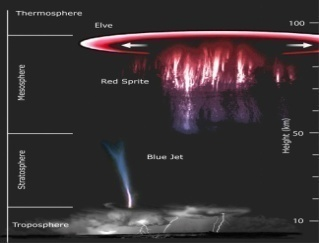 Thermosphere
Elve
100
Mesosphere
Red Sprite
Height (km)
50
Stratosphere
Blue Jet
Troposphere
10